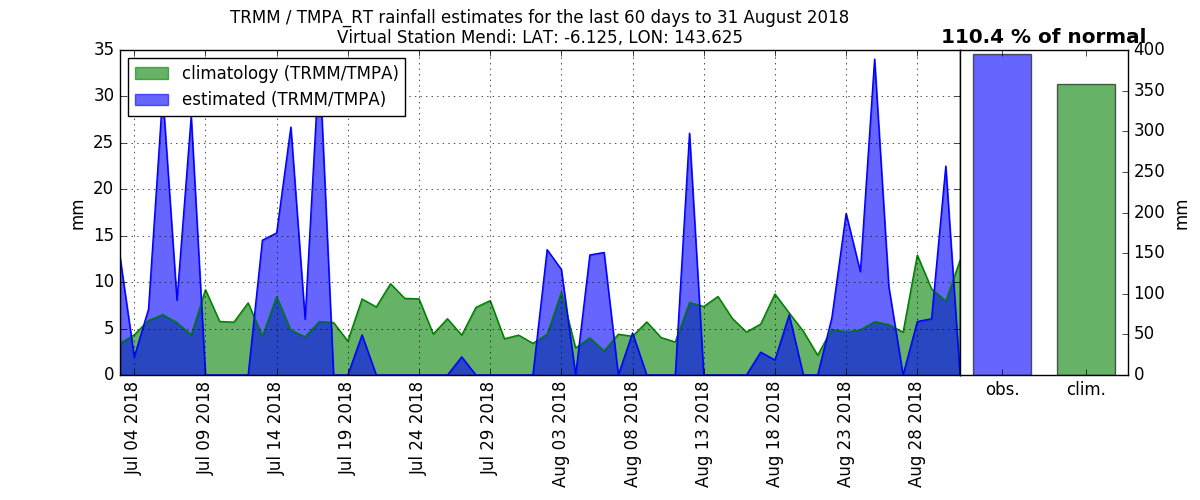 TRMM / TMPA_RT rainfall estimates for the last 60 days to 31 August 2018
Virtual Station Mendi: LAT: -6.125, LON: 143.625
110.4 % of normal
climatology (TRMM/TMPA)
estimated (TRMM/TMPA)
35
30
25
20
15
10
5
0
mm
Jul 04 2018
Jul 09 2018
Jul 14 2018
Jul 19 2018
Jul 24 2018
Jul 29 2018
Aug 03 2018
Aug 08 2018
Aug 13 2018
Aug 18 2018
Aug 23 2018
Aug 28 2018
400
350
300
250
200
150
100
50
0
mm
obs.
clim.